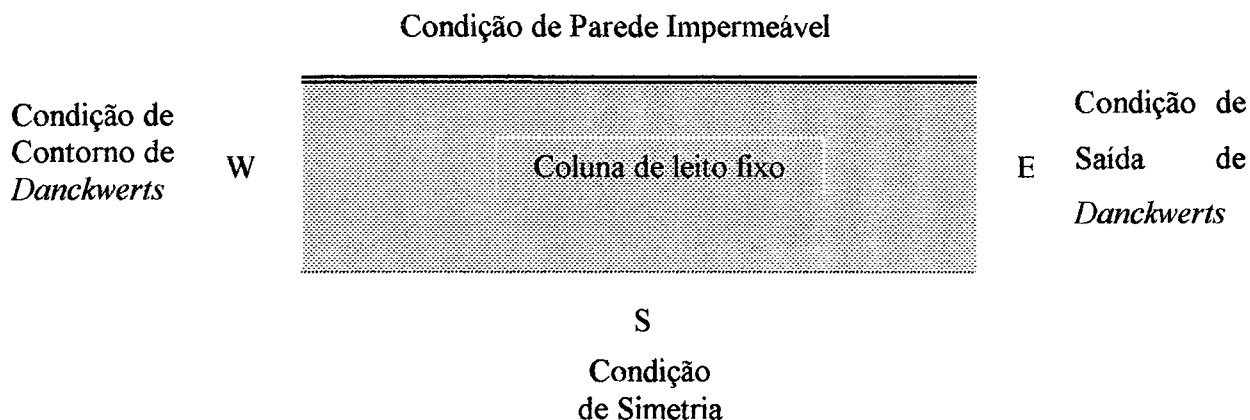 Condição de Parede Impermeável
Condição de
Contorno de
Danckwerts
W
Coluna de leito fixo
E
Condição de
Saída de
Danckwerts
S
Condição
de Simetria